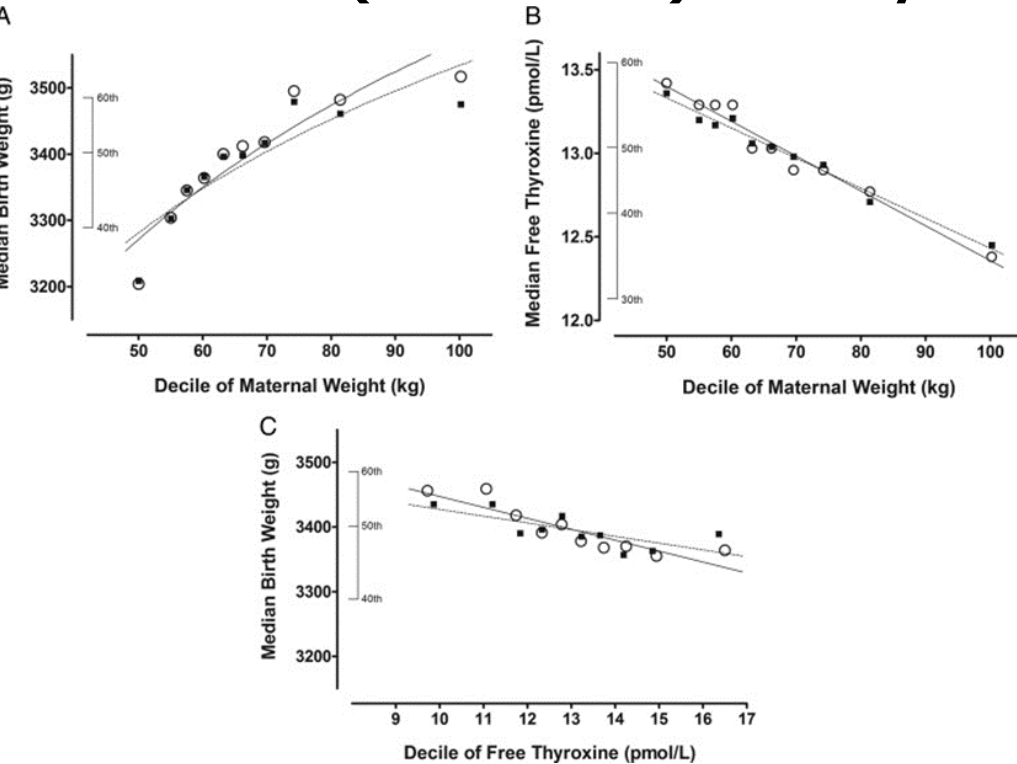 A
Median Birth Weight (g)
3500
3400
3300
3200
60th
50th
40th
50 60 70 80 90 100
Decile of Maternal Weight (kg)
B
Median Free Thyroxine (pmol/L)
13.5
13.0
12.5
12.0
60th
50th
40th
30th
50 60 70 80 90 100
Decile of Maternal Weight (kg)
C
Median Birth Weight (g)
3500
3400
3300
3200
60th
50th
40th
9 10 11 12 13 14 15 16 17
Decile of Free Thyroxine (pmol/L)